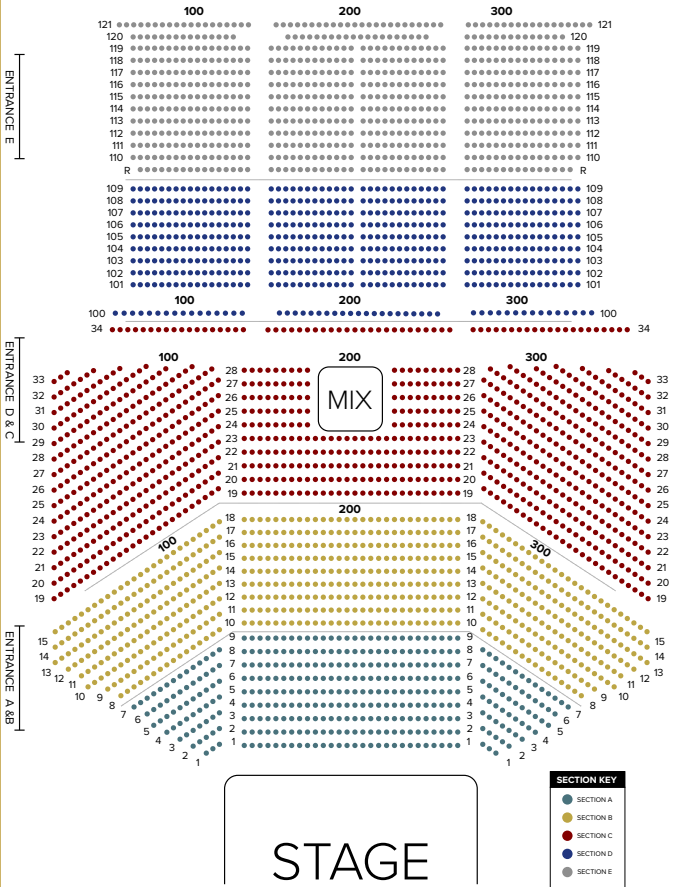 100 200 300
121 121
120 120
119 119
118 118
117 117
116 116
115 115
114 114
113 113
112 112
111 111
110 110
R R
ENTRANCE E
109 109
108 108
107 107
106 106
105 105
104 104
103 103
102 102
101 101
100 200 300
100 100
34 34
ENTRANCE D & C
100 200 300
33 28 28 33
32 27 27 32
31 26 MIX 26 31
30 25 25 30
29 24 24 29
28 23 23 28
27 22 22 27
26 21 21 26
25 20 20 25
24 19 19 24
23 23
22 22
21 21
20 20
19 19
100 200 300
18 18
17 17
16 16
15 15
14 14
13 13
12 12
11 11
10 10
15 9 9 15
14 8 8 14
13 7 7 13
12 6 6 12
11 5 5 11
10 4 4 10
9 3 3 9
8 2 2 8
7 1 1 7
6 6
5 5
4 4
3 3
2 2
1 1
ENTRANCE A &B
STAGE
SECTION KEY
SECTION A
SECTION B
SECTION C
SECTION D
SECTION E